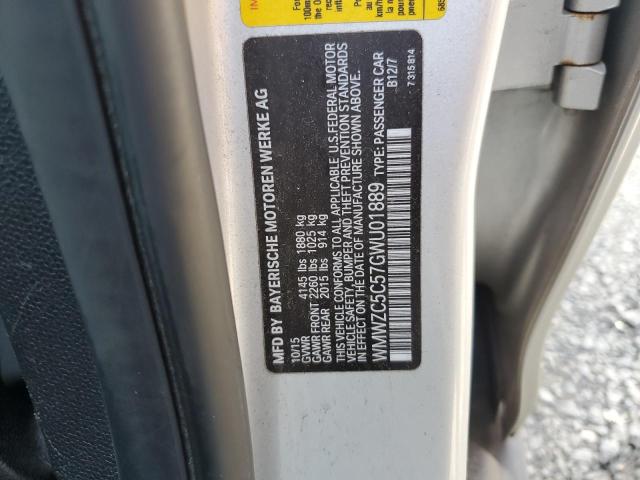 MFD BY BAYERISCHE MOTOREN WERKE AG
10/15
GVWR 4145 lbs 1880 kg
GAWR FRONT 2260 lbs 1025 kg
GAWR REAR 2015 lbs 914 kg
THIS VEHICLE CONFORMS TO ALL APPLICABLE U.S.FEDERAL MOTOR
VEHICLE SAFETY, BUMPER AND THEFT PREVENTION STANDARDS
IN EFFECT ON THE DATE OF MANUFACTURE SHOWN ABOVE.
WMWZC5C57GWU01889 TYPE: PASSENGER CAR
B12/7
7 315 814